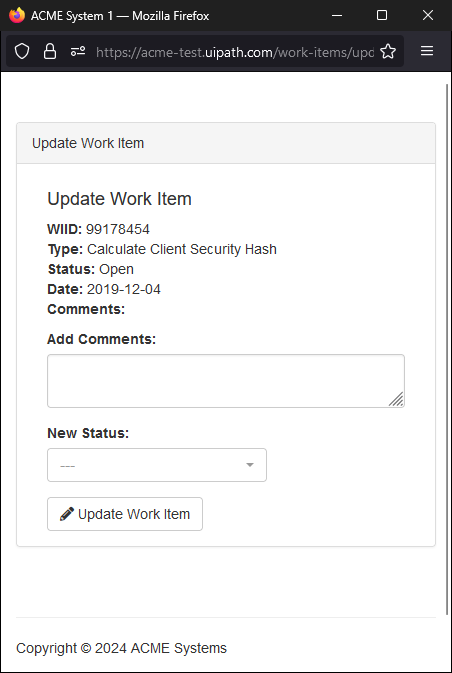 ACME System 1 — Mozilla Firefox
https://acme-test.uipath.com/work-items/upd
Update Work Item
Update Work Item
WIID: 99178454
Type: Calculate Client Security Hash
Status: Open
Date: 2019-12-04
Comments:
Add Comments:
New Status:
---
Update Work Item
Copyright © 2024 ACME Systems